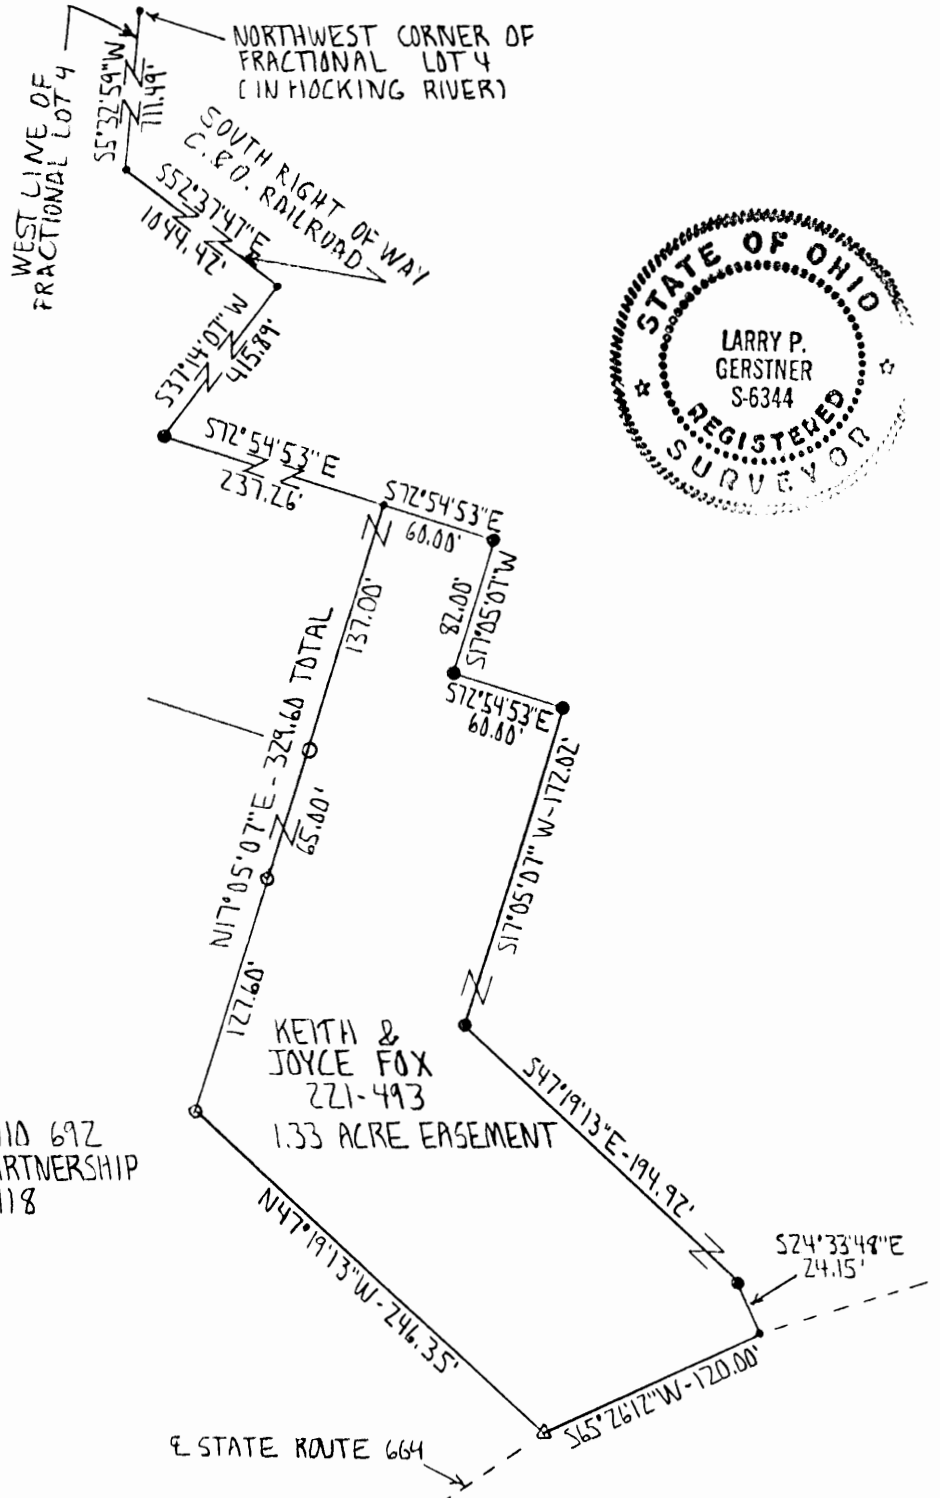 NORTHWEST CORNER OF
FRACTIONAL LOT 4
(IN HOCKING RIVER)
WEST LINE OF
FRACTIONAL LOT 4
S5°32'59"W
711.49'
SOUTH RIGHT OF WAY
C.&O. RAILROAD
S52°37'47"E
1044.42'
S37°14'07"W
415.89'
STATE OF OHIO
LARRY P.
GERSTNER
S-6344
REGISTERED
SURVEYOR
S72°54'53"E
237.26'
S72°54'53"E
60.00'
S17°05'07"W
82.00'
S72°54'53"E
60.00'
137.00'
N17°05'07"E - 329.60 TOTAL
65.00'
S17°05'07"W-172.02'
127.60'
KEITH &
JOYCE FOX
221-493
1.33 ACRE EASEMENT
692
118
S47°19'13"E-194.92'
N47°19'13"W-246.35'
S24°33'48"E
24.15'
S65°26'12"W-120.00'
℄ STATE ROUTE 664